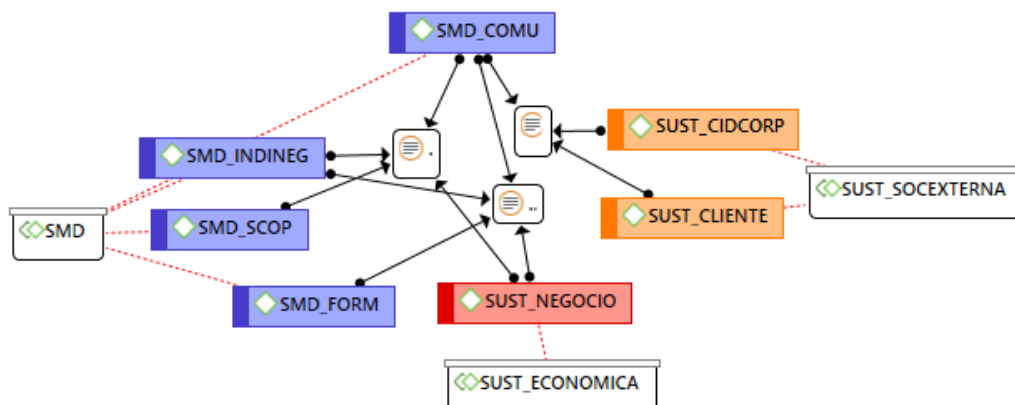 SMD_COMU
SUST_CIDCORP
SMD_INDINEG
.
SUST_SOCEXTERNA
SMD_SCOP
..
SUST_CLIENTE
SMD
SMD_FORM
SUST_NEGOCIO
SUST_ECONOMICA